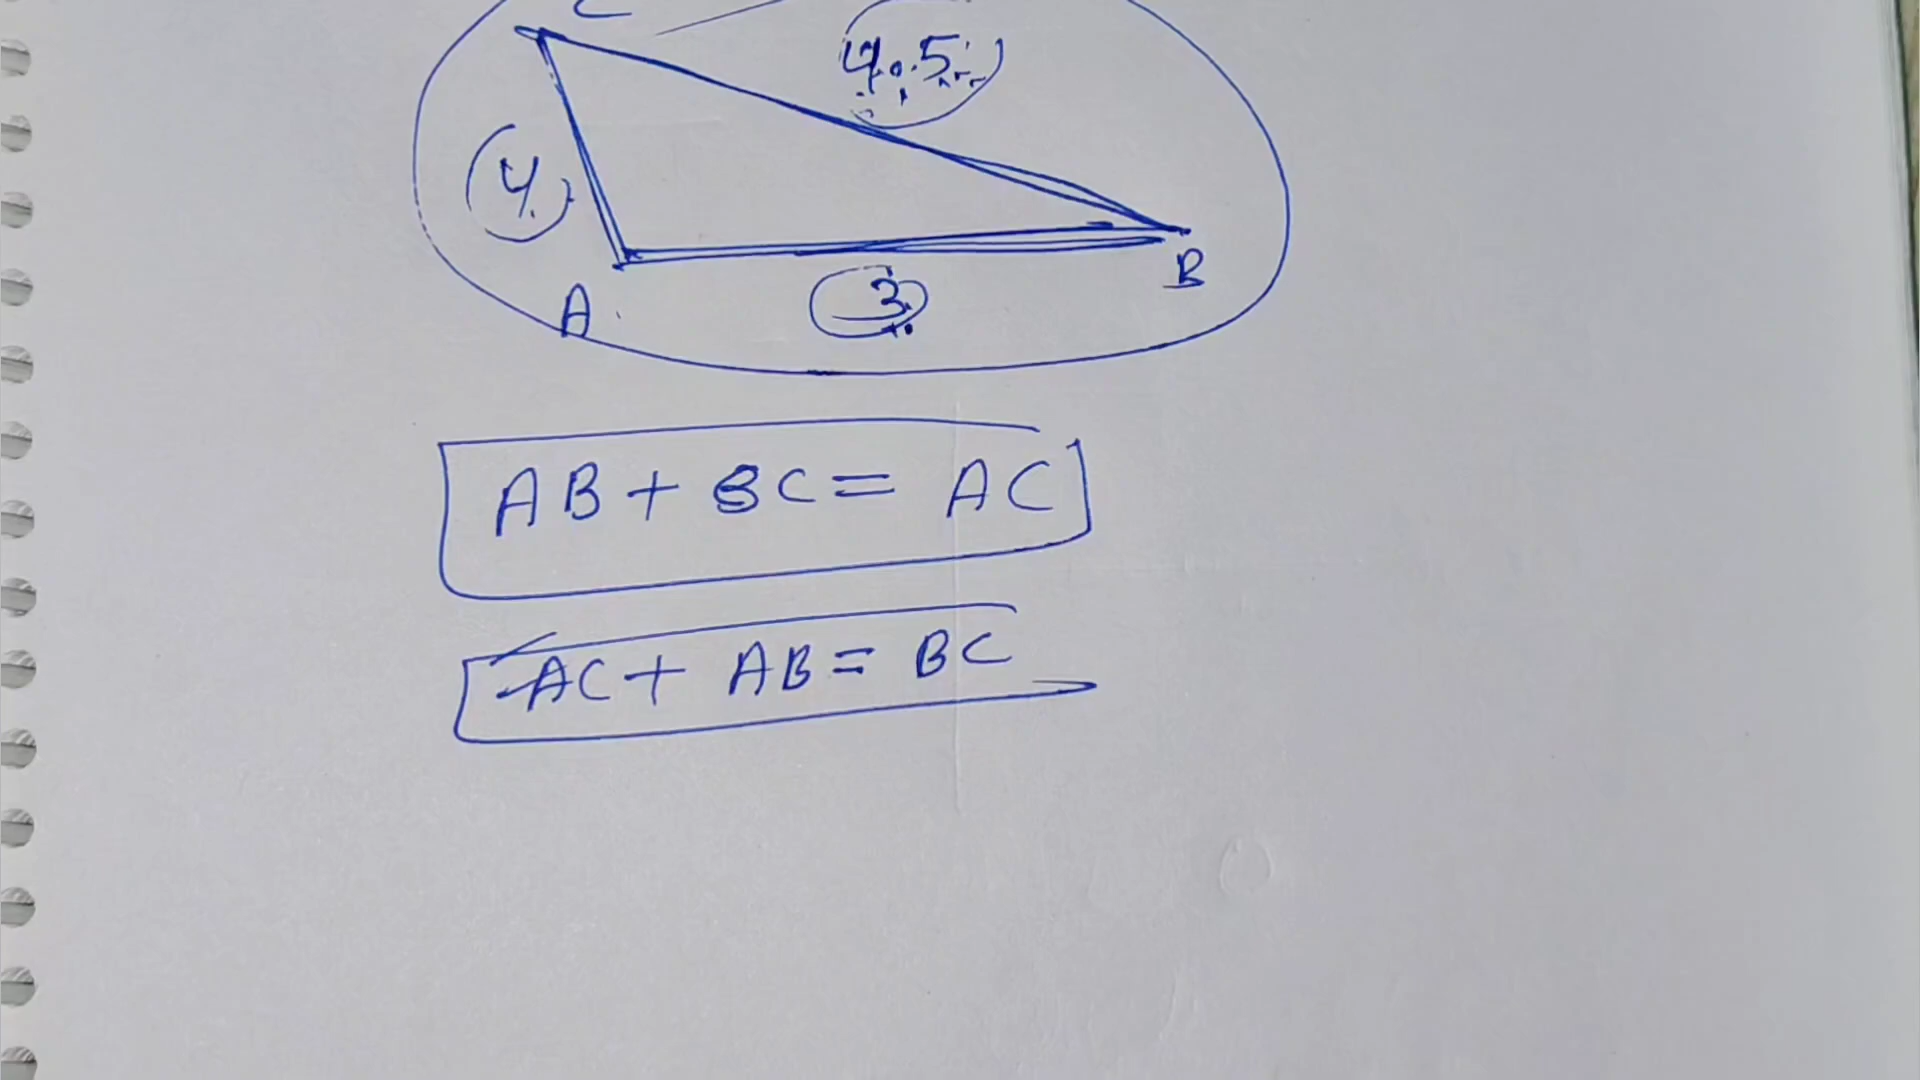 C
4.5
4
A
3
B
AB + BC = AC
AC + AB = BC